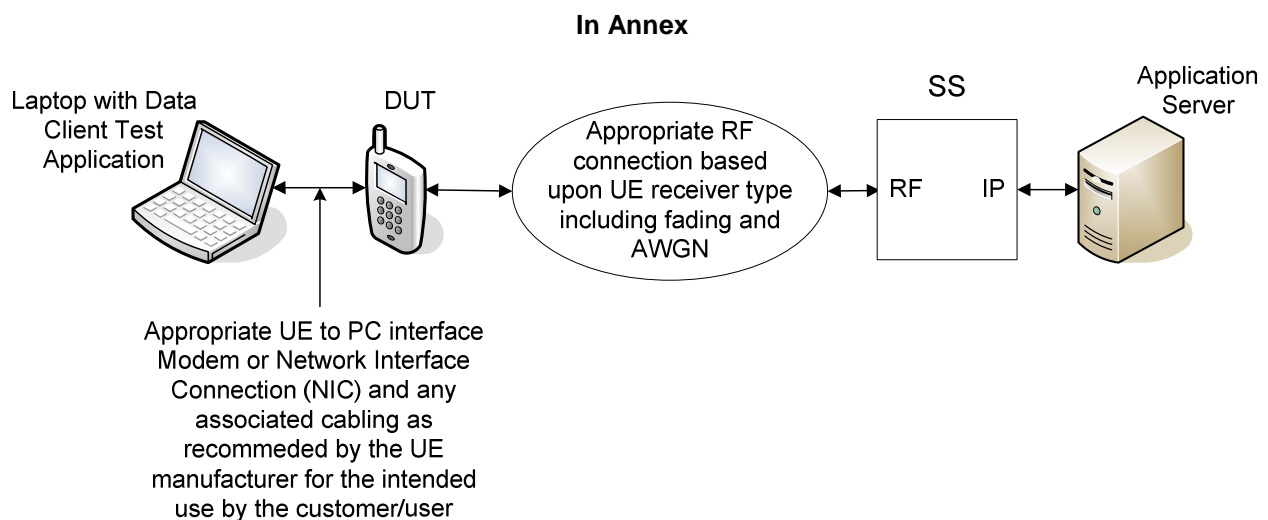 In Annex
Laptop with Data
Client Test
Application
DUT
Appropriate RF
connection based
upon UE receiver type
including fading and
AWGN
SS
RF
IP
Application
Server
Appropriate UE to PC interface
Modem or Network Interface
Connection (NIC) and any
associated cabling as
recommeded by the UE
manufacturer for the intended
use by the customer/user